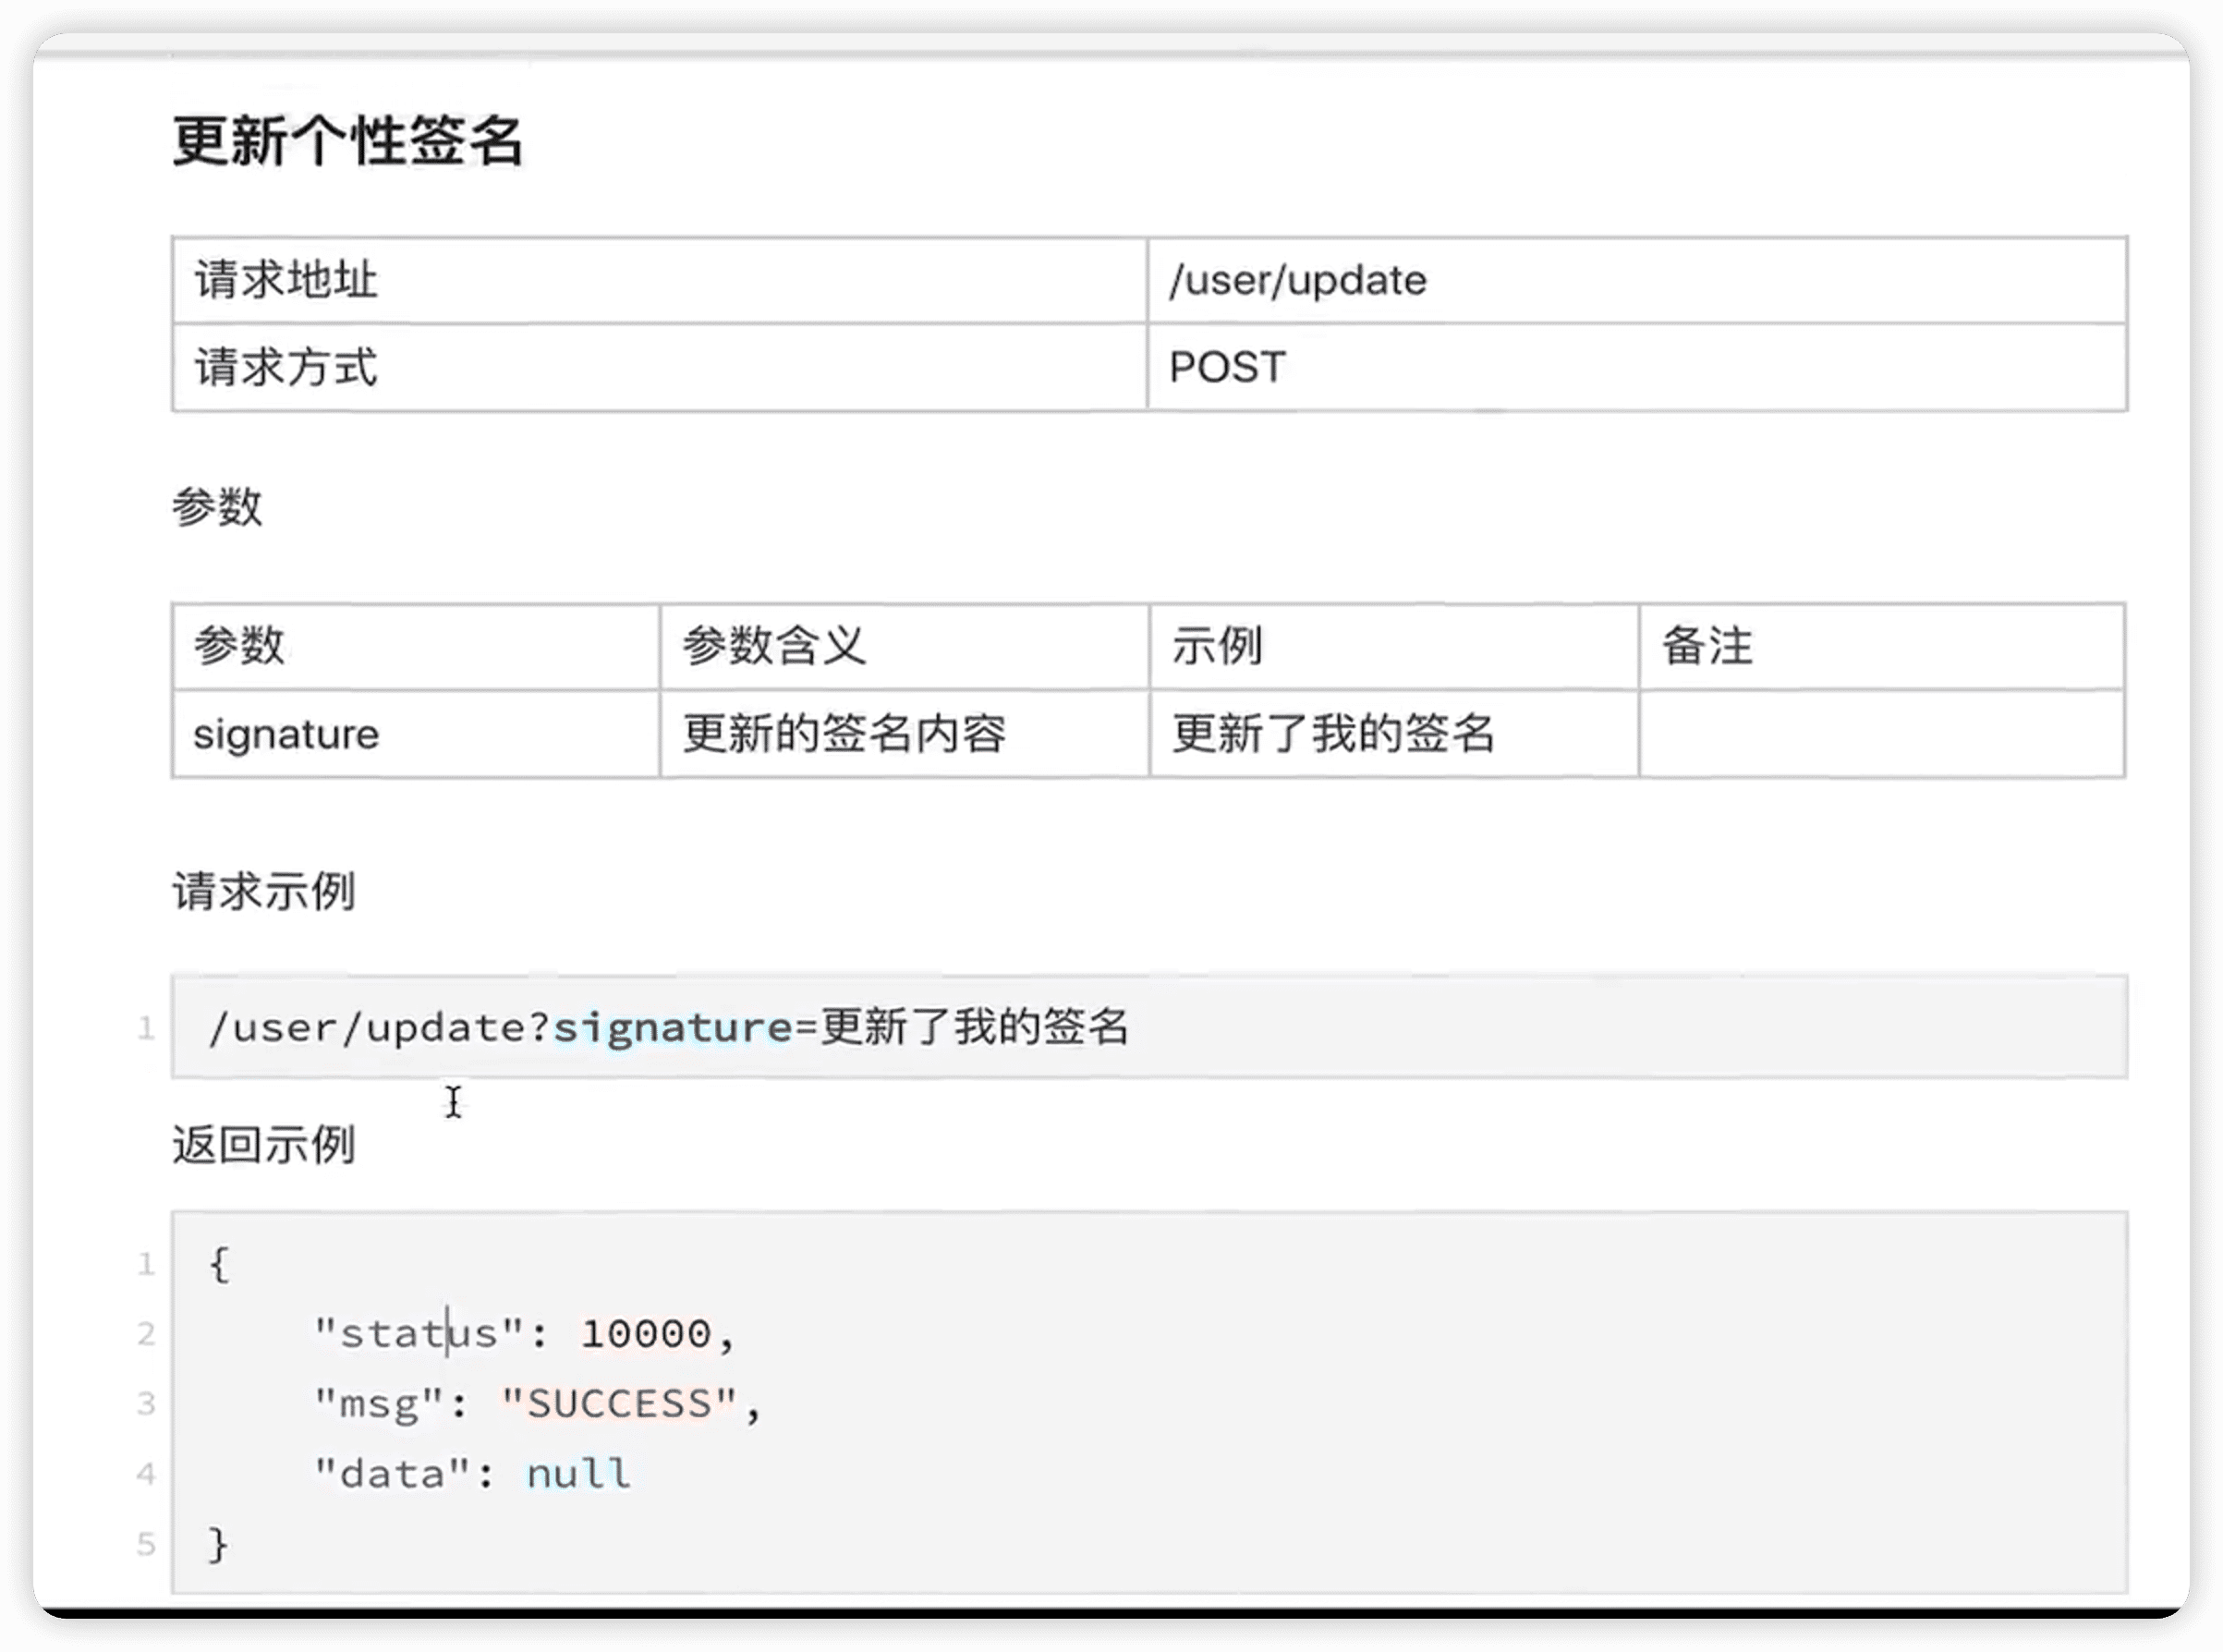 更新个性签名
请求地址 /user/update
请求方式 POST
参数
参数 参数含义 示例 备注
signature 更新的签名内容 更新了我的签名
请求示例
1 /user/update?signature=更新了我的签名
返回示例
1 {
2 "status": 10000,
3 "msg": "SUCCESS",
4 "data": null
5 }